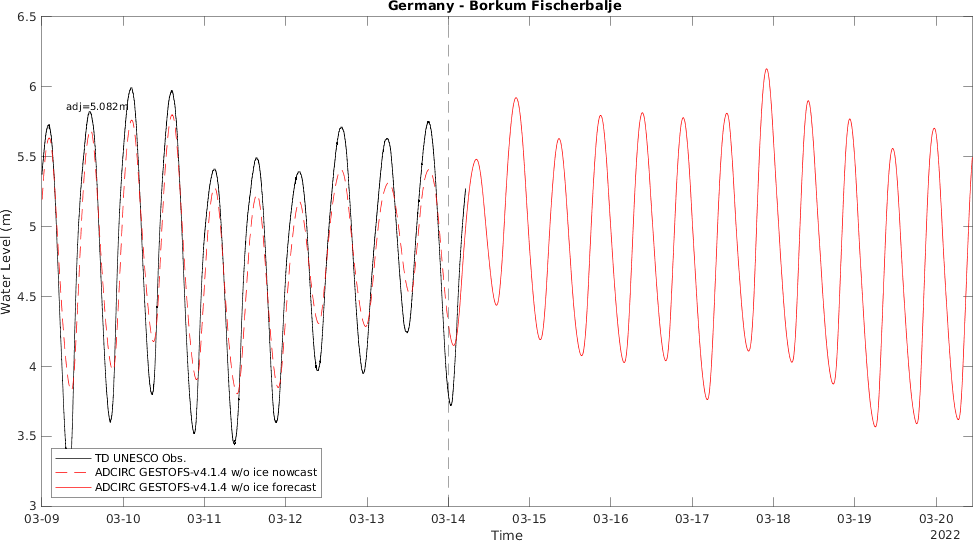 Germany - Borkum Fischerbalje
6.5
6
5.5
5
4.5
4
3.5
3
Water Level (m)
adj=5.082m
TD UNESCO Obs.
ADCIRC GESTOFS-v4.1.4 w/o ice nowcast
ADCIRC GESTOFS-v4.1.4 w/o ice forecast
03-09 03-10 03-11 03-12 03-13 03-14 03-15 03-16 03-17 03-18 03-19 03-20
2022
Time